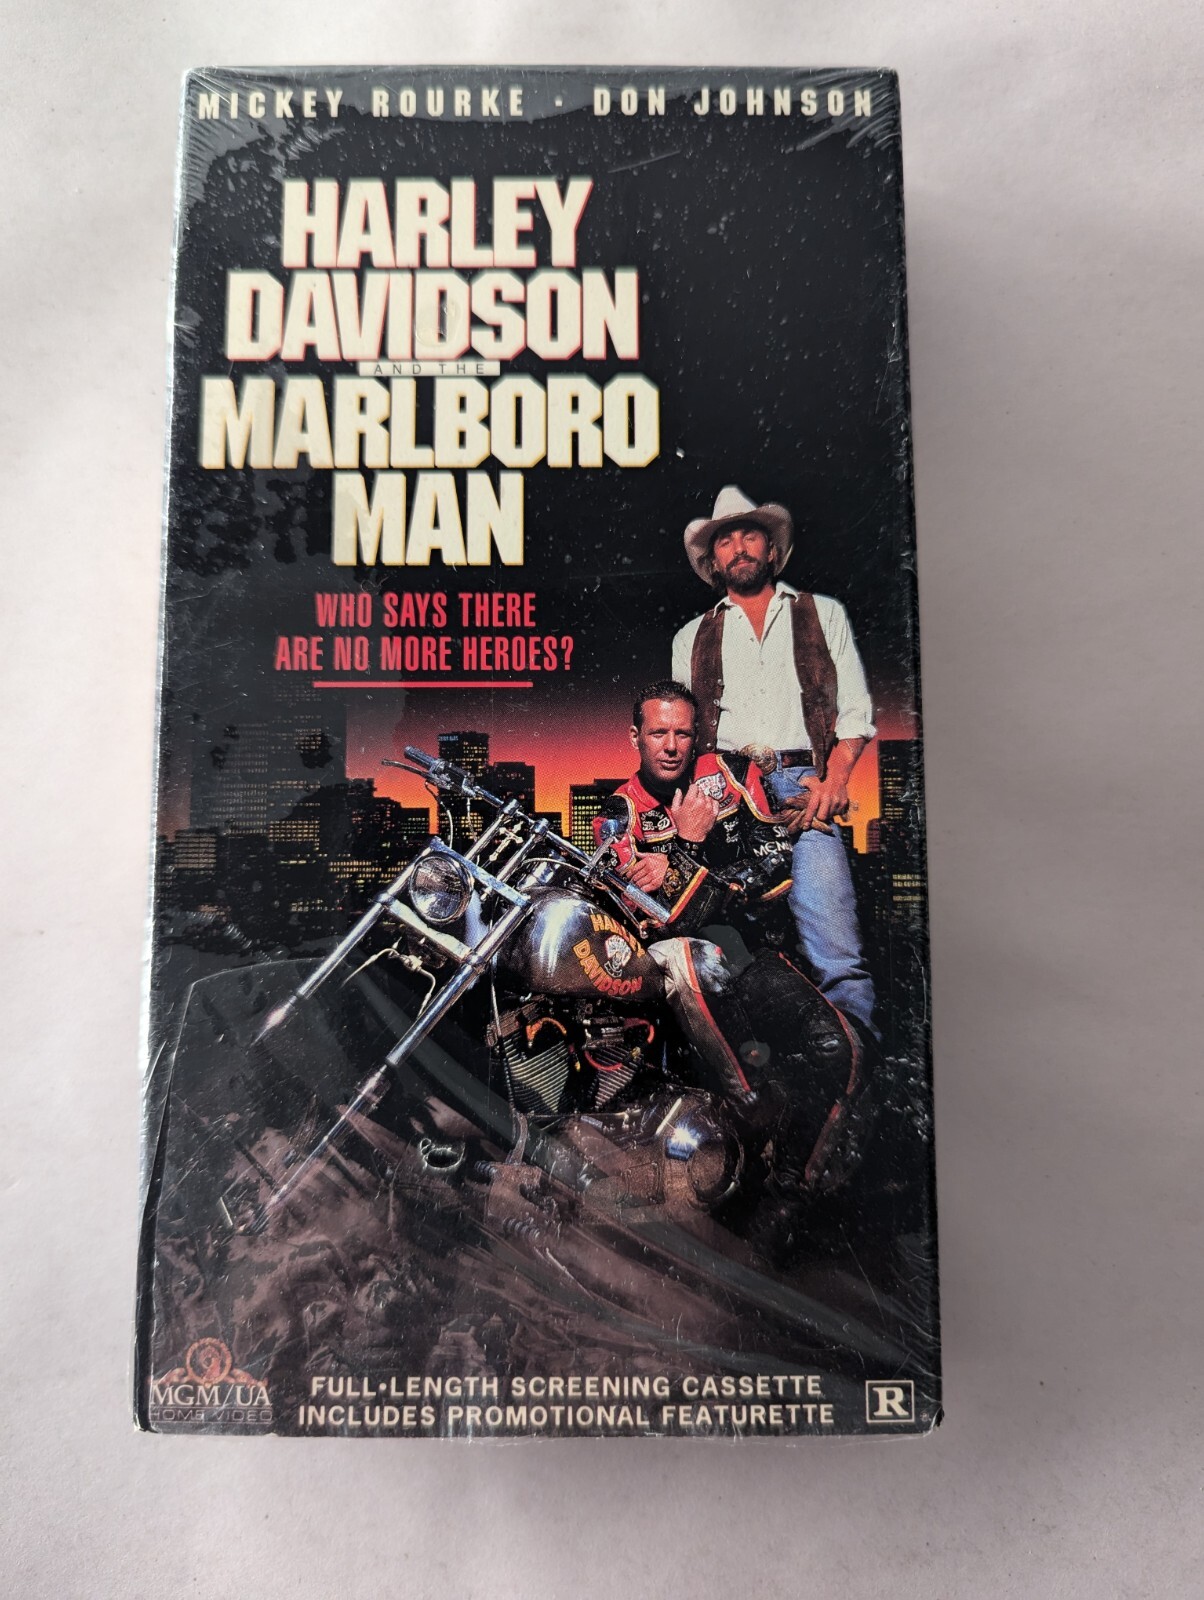 MICKEY ROURKE • DON JOHNSON
HARLEY
DAVIDSON
AND THE
MARLBORO
MAN
WHO SAYS THERE
ARE NO MORE HEROES?
HARLEY
DAVIDSON
MGM/UA
HOME VIDEO
FULL•LENGTH SCREENING CASSETTE
INCLUDES PROMOTIONAL FEATURETTE
R